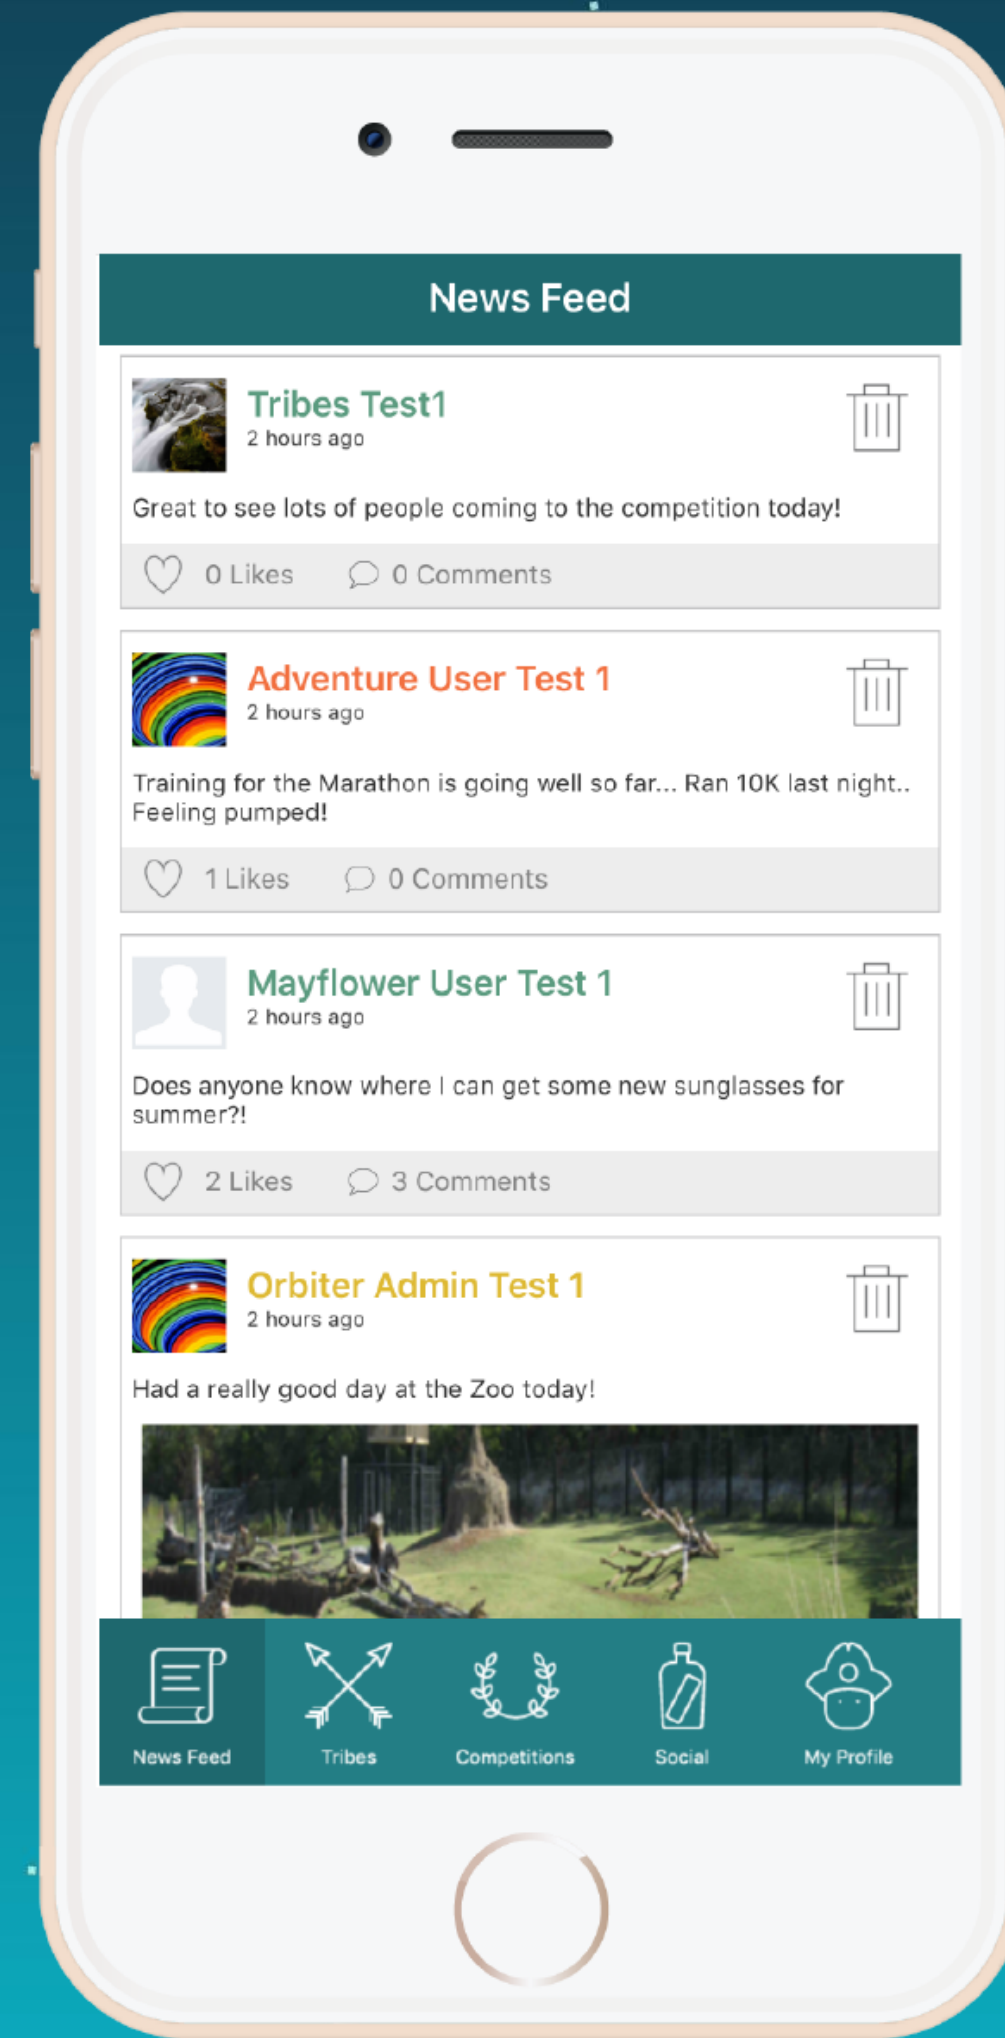 News Feed
Tribes Test1
2 hours ago
Great to see lots of people coming to the competition today!
0 Likes 0 Comments
Adventure User Test 1
2 hours ago
Training for the Marathon is going well so far... Ran 10K last night..
Feeling pumped!
1 Likes 0 Comments
Mayflower User Test 1
2 hours ago
Does anyone know where I can get some new sunglasses for
summer?!
2 Likes 3 Comments
Orbiter Admin Test 1
2 hours ago
Had a really good day at the Zoo today!
News Feed Tribes Competitions Social My Profile